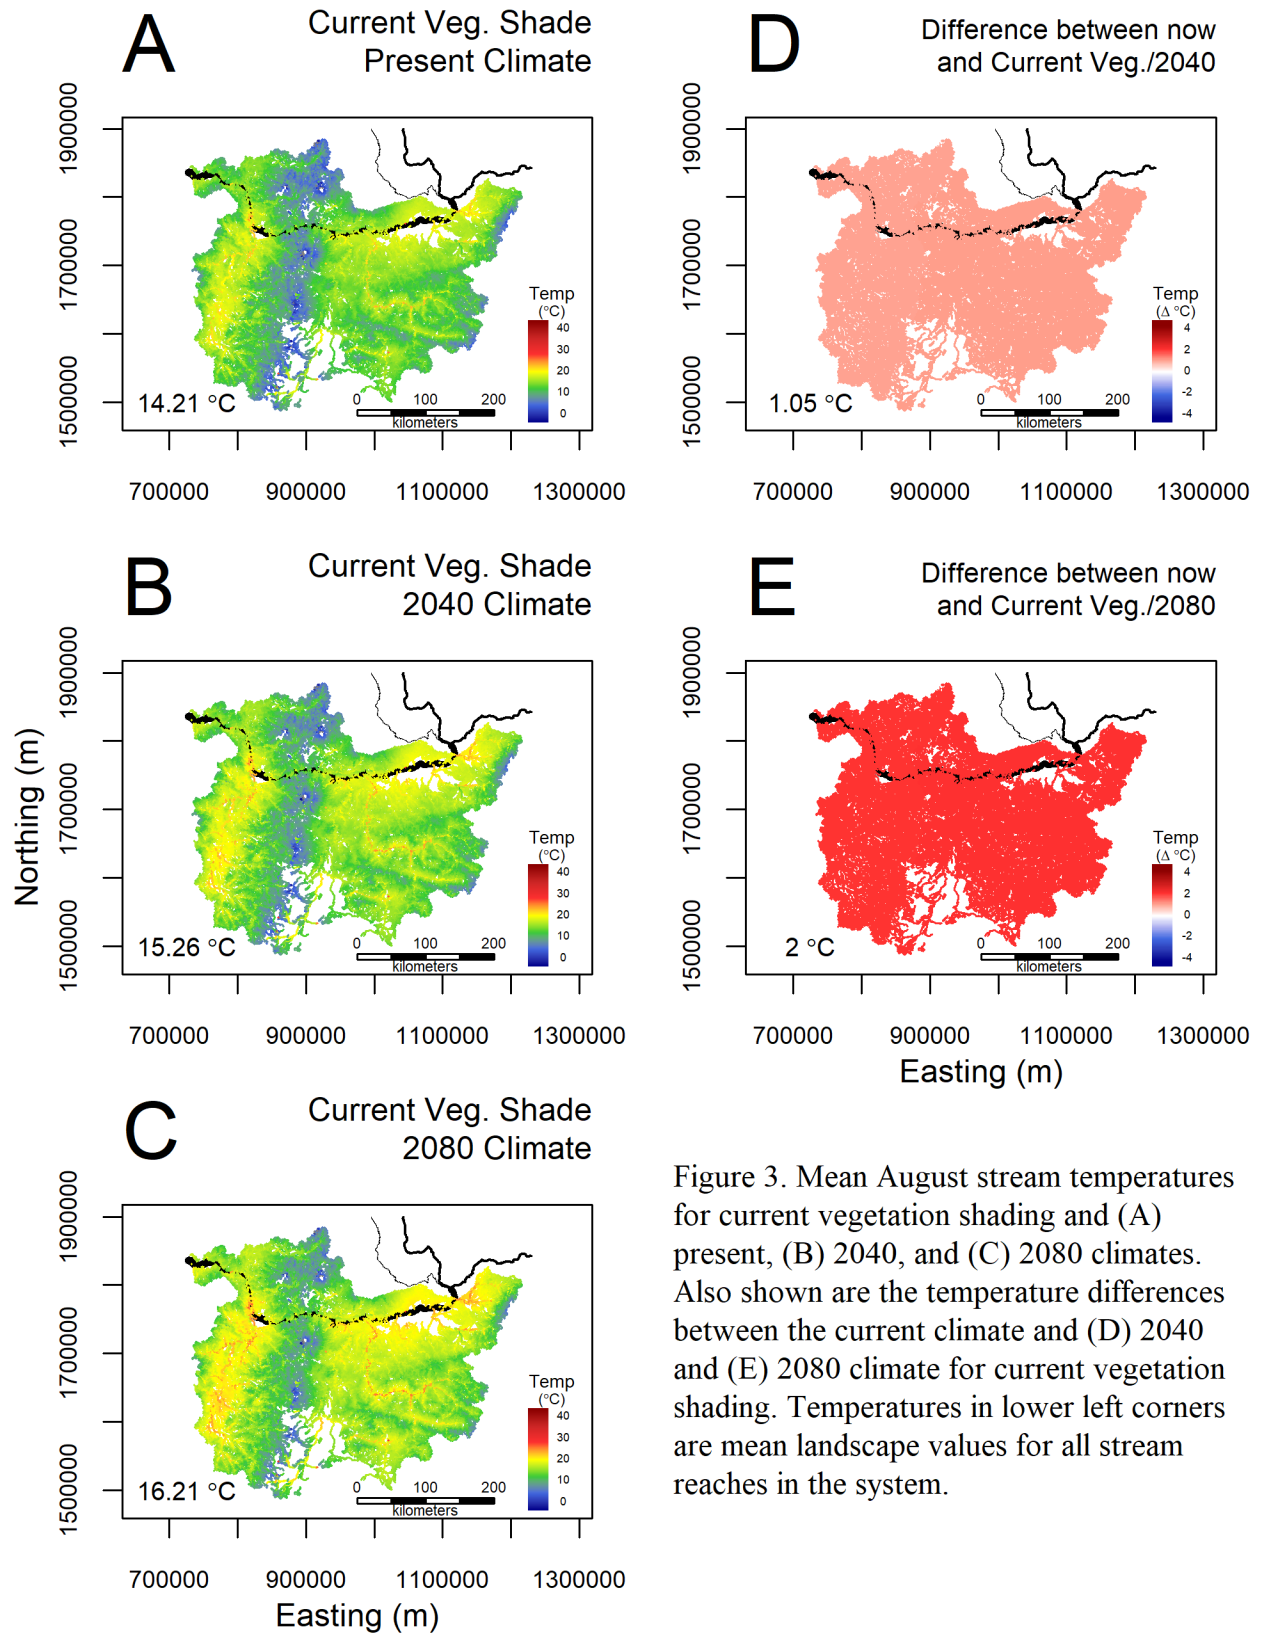 A
Current Veg. Shade
Present Climate
1900000
1700000
1500000
Temp
(°C)
40
30
20
10
0
14.21 °C
0 100 200
kilometers
700000 900000 1100000 1300000
D
Difference between now
and Current Veg./2040
1900000
1700000
1500000
Temp
(Δ °C)
4
2
0
-2
-4
1.05 °C
0 100 200
kilometers
700000 900000 1100000 1300000
B
Current Veg. Shade
2040 Climate
Northing (m)
1900000
1700000
1500000
Temp
(°C)
40
30
20
10
0
15.26 °C
0 100 200
kilometers
700000 900000 1100000 1300000
E
Difference between now
and Current Veg./2080
1900000
1700000
1500000
Temp
(Δ °C)
4
2
0
-2
-4
2 °C
0 100 200
kilometers
700000 900000 1100000 1300000
Easting (m)
C
Current Veg. Shade
2080 Climate
1900000
1700000
1500000
Temp
(°C)
40
30
20
10
0
16.21 °C
0 100 200
kilometers
700000 900000 1100000 1300000
Easting (m)
Figure 3. Mean August stream temperatures
for current vegetation shading and (A)
present, (B) 2040, and (C) 2080 climates.
Also shown are the temperature differences
between the current climate and (D) 2040
and (E) 2080 climate for current vegetation
shading. Temperatures in lower left corners
are mean landscape values for all stream
reaches in the system.